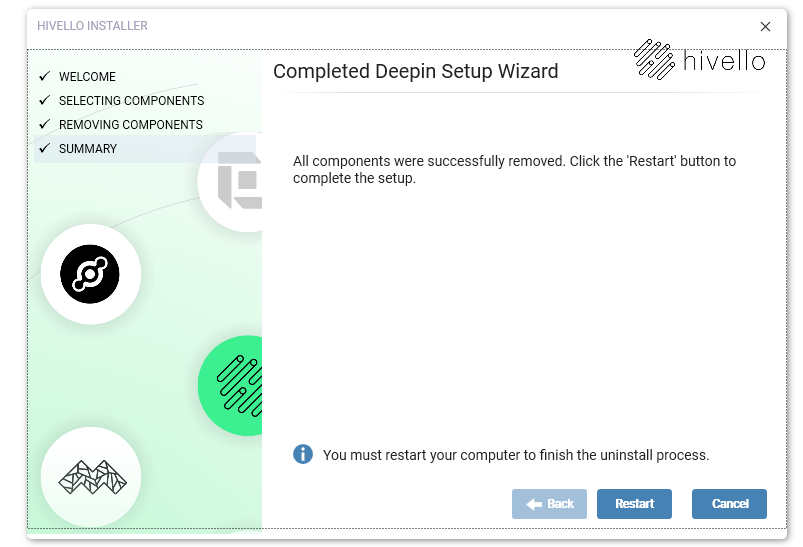 HIVELLO INSTALLER
hivello
WELCOME
SELECTING COMPONENTS
REMOVING COMPONENTS
SUMMARY
Completed Deepin Setup Wizard
All components were successfully removed. Click the 'Restart' button to
complete the setup.
You must restart your computer to finish the uninstall process.
Back
Restart
Cancel